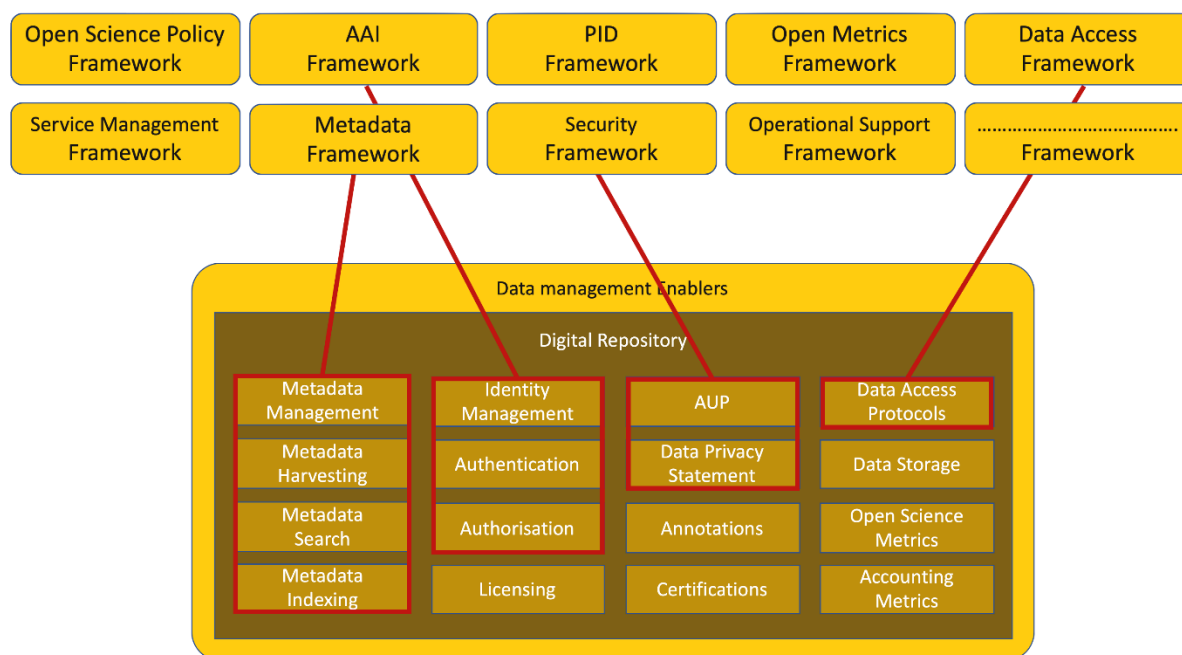 Open Science Policy
Framework
AAI
Framework
PID
Framework
Open Metrics
Framework
Data Access
Framework
Service Management
Framework
Metadada
Framework
Security
Framework
Operational Support
Framework
……………………………………
Framework
Data management Enablers
Digital Repository
Metadata
Management
Identity
Management
AUP
Data Access
Protocols
Metadata
Harvesting
Authentication
Data Privacy
Statement
Data Storage
Metadata
Search
Authorisation
Annotations
Open Science
Metrics
Metadata
Indexing
Licensing
Certifications
Accounting
Metrics